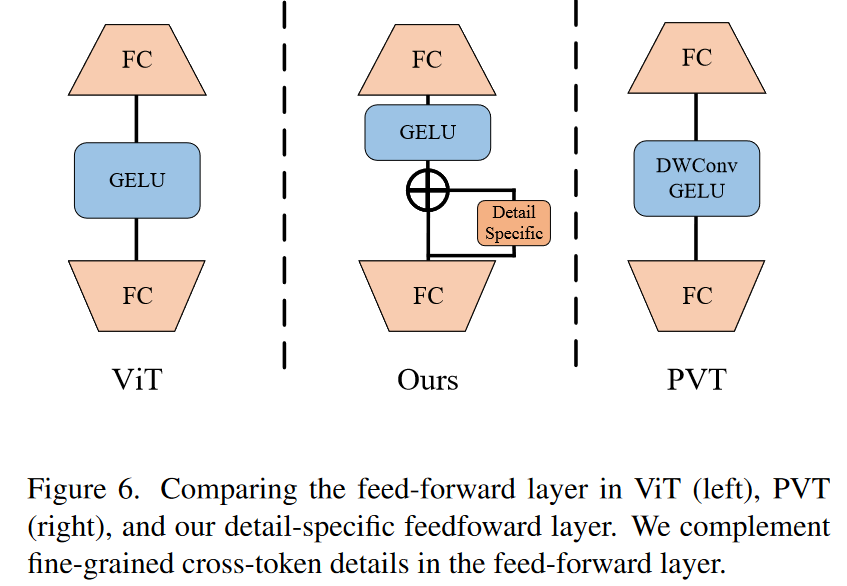 FC
GELU
FC
ViT
FC
GELU
Detail
Specific
FC
Ours
FC
DWConv
GELU
FC
PVT
Figure 6. Comparing the feed-forward layer in ViT (left), PVT
(right), and our detail-specific feedfoward layer. We complement
fine-grained cross-token details in the feed-forward layer.